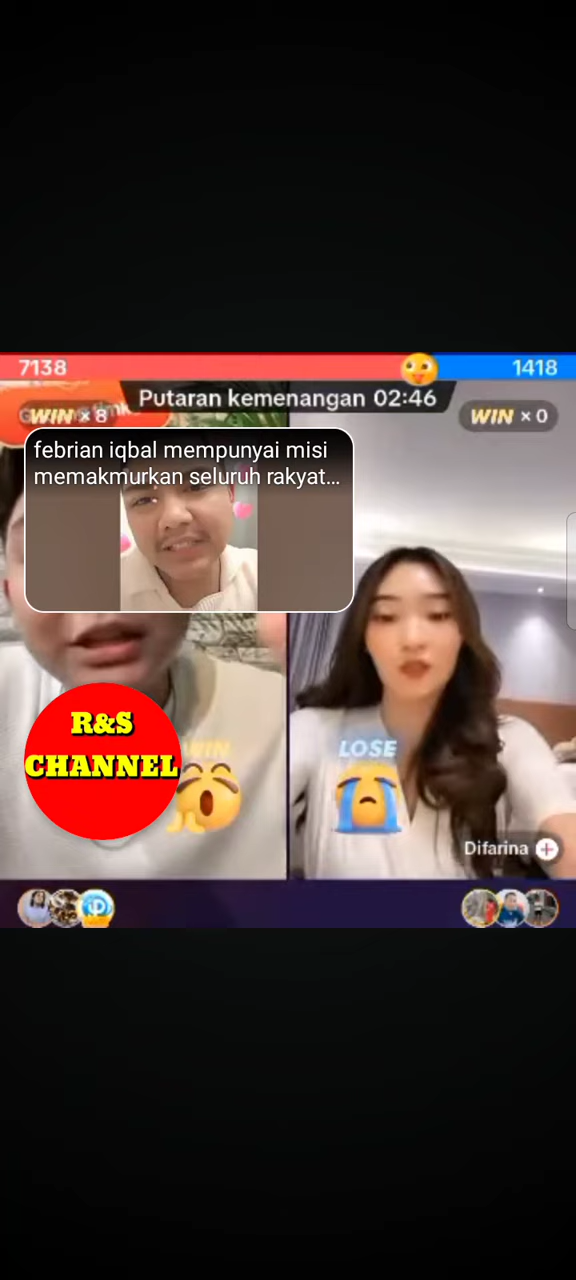 7138
1418
WIN × 8
Putaran kemenangan 02:46
WIN × 0
febrian iqbal mempunyai misi
memakmurkan seluruh rakyat...
R&S
CHANNEL
WIN
LOSE
Difarina